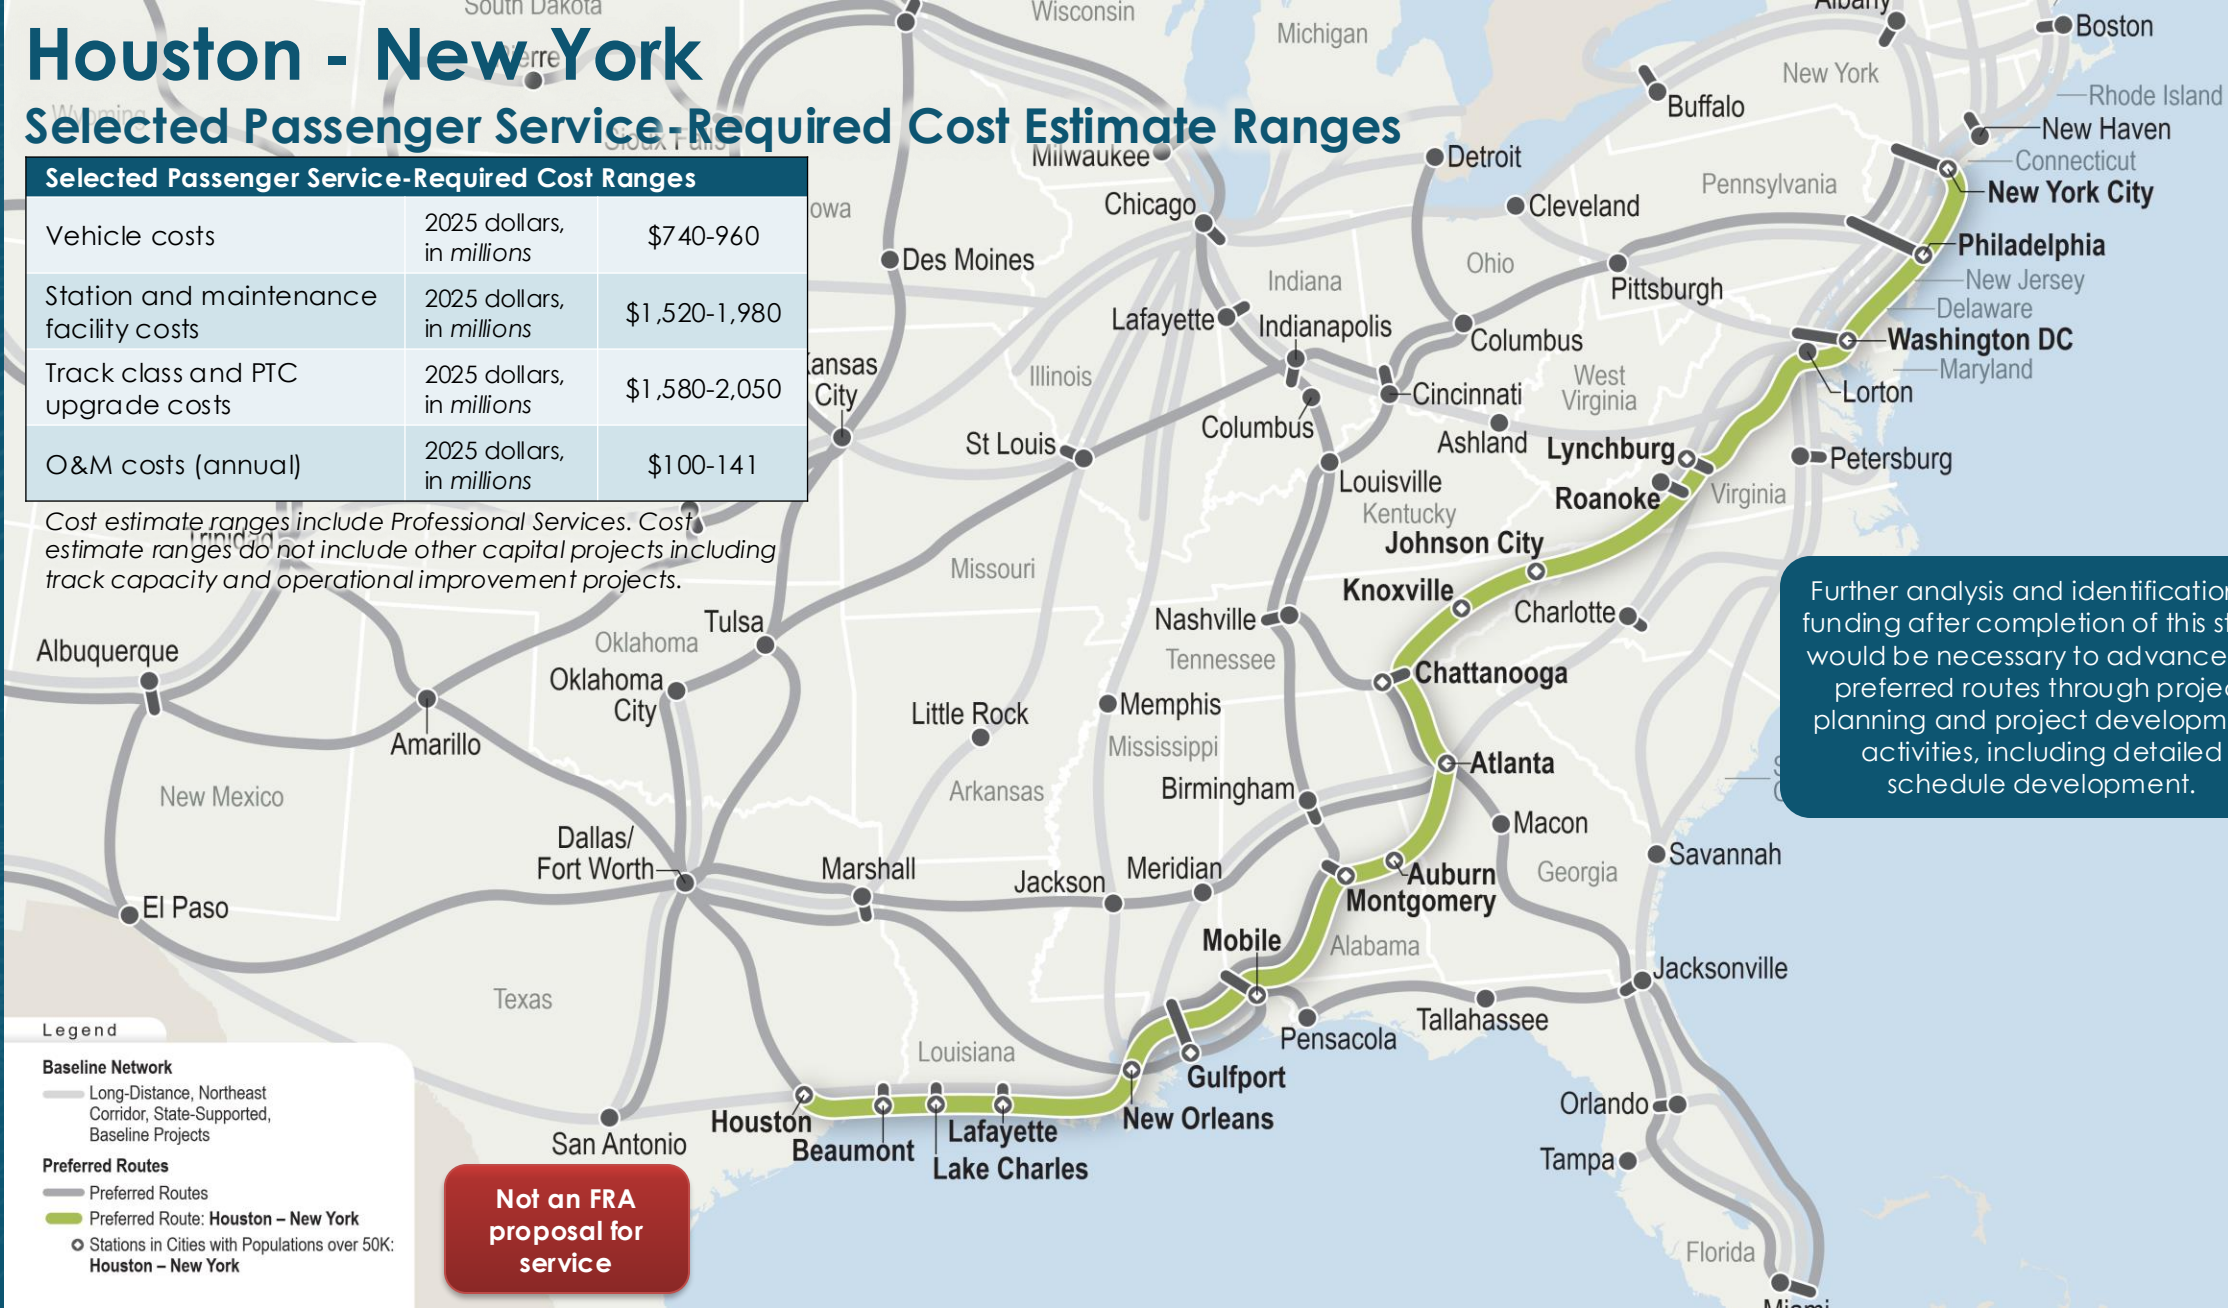 Houston - New York
Selected Passenger Service-Required Cost Estimate Ranges
Selected Passenger Service-Required Cost Ranges
Vehicle costs
2025 dollars,
in millions
$740-960
Station and maintenance
facility costs
2025 dollars,
in millions
$1,520-1,980
Track class and PTC
upgrade costs
2025 dollars,
in millions
$1,580-2,050
O&M costs (annual)
2025 dollars,
in millions
$100-141
Cost estimate ranges include Professional Services. Cost
estimate ranges do not include other capital projects including
track capacity and operational improvement projects.
South Dakota
Wyoming
Sioux Falls
Wisconsin
Michigan
Albany
Boston
New York
Rhode Island
Buffalo
New Haven
Connecticut
Milwaukee
Detroit
Pennsylvania
New York City
Chicago
Cleveland
Des Moines
Indiana
Ohio
Philadelphia
Pittsburgh
New Jersey
Delaware
Lafayette
Indianapolis
Columbus
Washington DC
Maryland
Kansas
City
Illinois
Cincinnati
West
Virginia
Lorton
Columbus
Ashland
Lynchburg
St Louis
Petersburg
Louisville
Roanoke
Virginia
Kentucky
Trinidad
Johnson City
Missouri
Knoxville
Charlotte
Nashville
Tulsa
Oklahoma
Albuquerque
Tennessee
Chattanooga
Oklahoma
City
Little Rock
Memphis
Amarillo
Mississippi
Atlanta
New Mexico
Arkansas
Birmingham
Macon
Dallas/
Fort Worth
Marshall
Jackson
Meridian
Savannah
Georgia
Auburn
Montgomery
El Paso
Mobile
Alabama
Jacksonville
Texas
Tallahassee
Pensacola
Louisiana
Gulfport
New Orleans
Houston
Beaumont
Lafayette
Lake Charles
San Antonio
Orlando
Tampa
Florida
Miami
Further analysis and identification
funding after completion of this
would be necessary to advance
preferred routes through
planning and project
activities, including detailed
schedule development.
Legend
Baseline Network
Long-Distance, Northeast
Corridor, State-Supported,
Baseline Projects
Preferred Routes
Preferred Routes
Preferred Route: Houston – New York
Stations in Cities with Populations over 50K:
Houston – New York
Not an FRA
proposal for
service